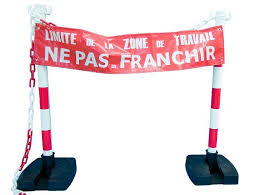 LIMITE DE LA ZONE DE TRAVAIL
NE PAS FRANCHIR